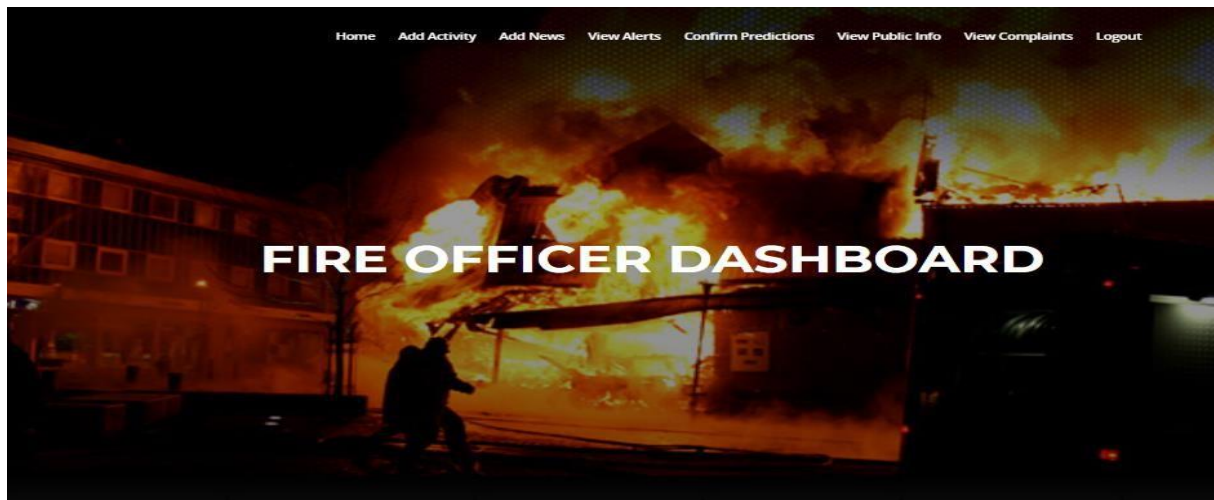 Home Add Activity Add News View Alerts Confirm Predictions View Public Info View Complaints Logout
FIRE OFFICER DASHBOARD